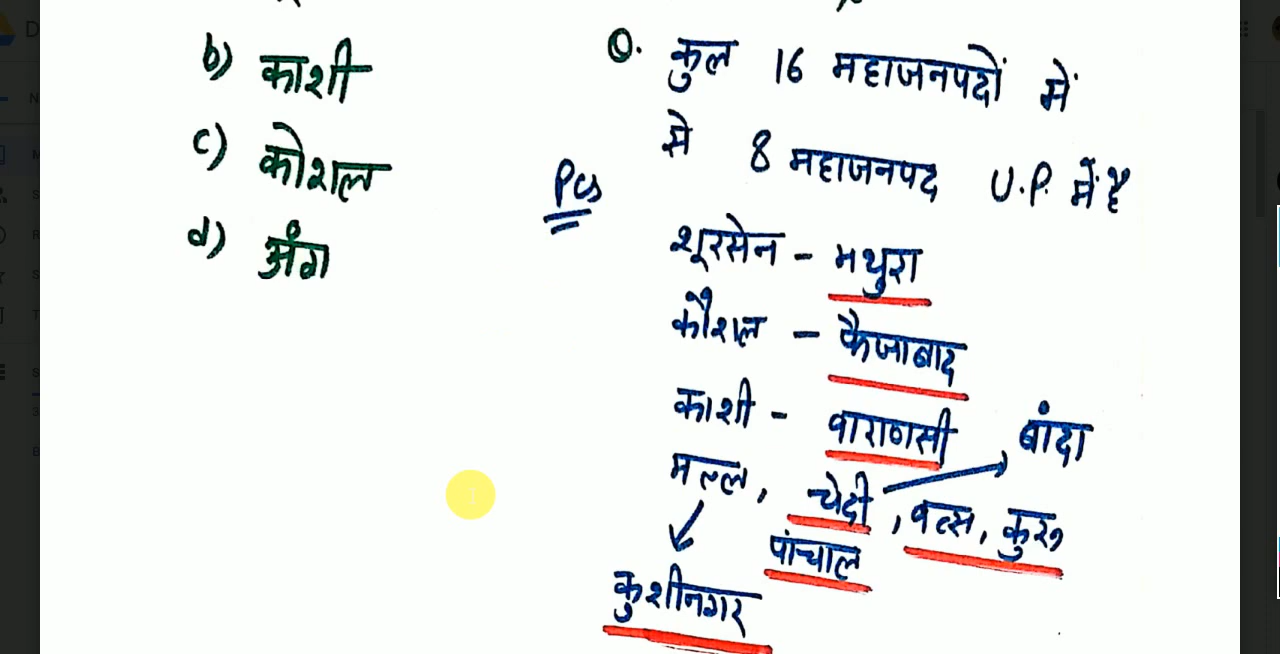 b) काशी
c) कोशल
d) अंग
Q. कुल 16 महाजनपदों में
से 8 महाजनपद U.P. में है
Pcs
शूरसेन - मथुरा
कौशल - फैजाबाद
काशी - वाराणसी
बांदा
मल्ल, चेदी, वत्स, कुरु
पांचाल
कुशीनगर